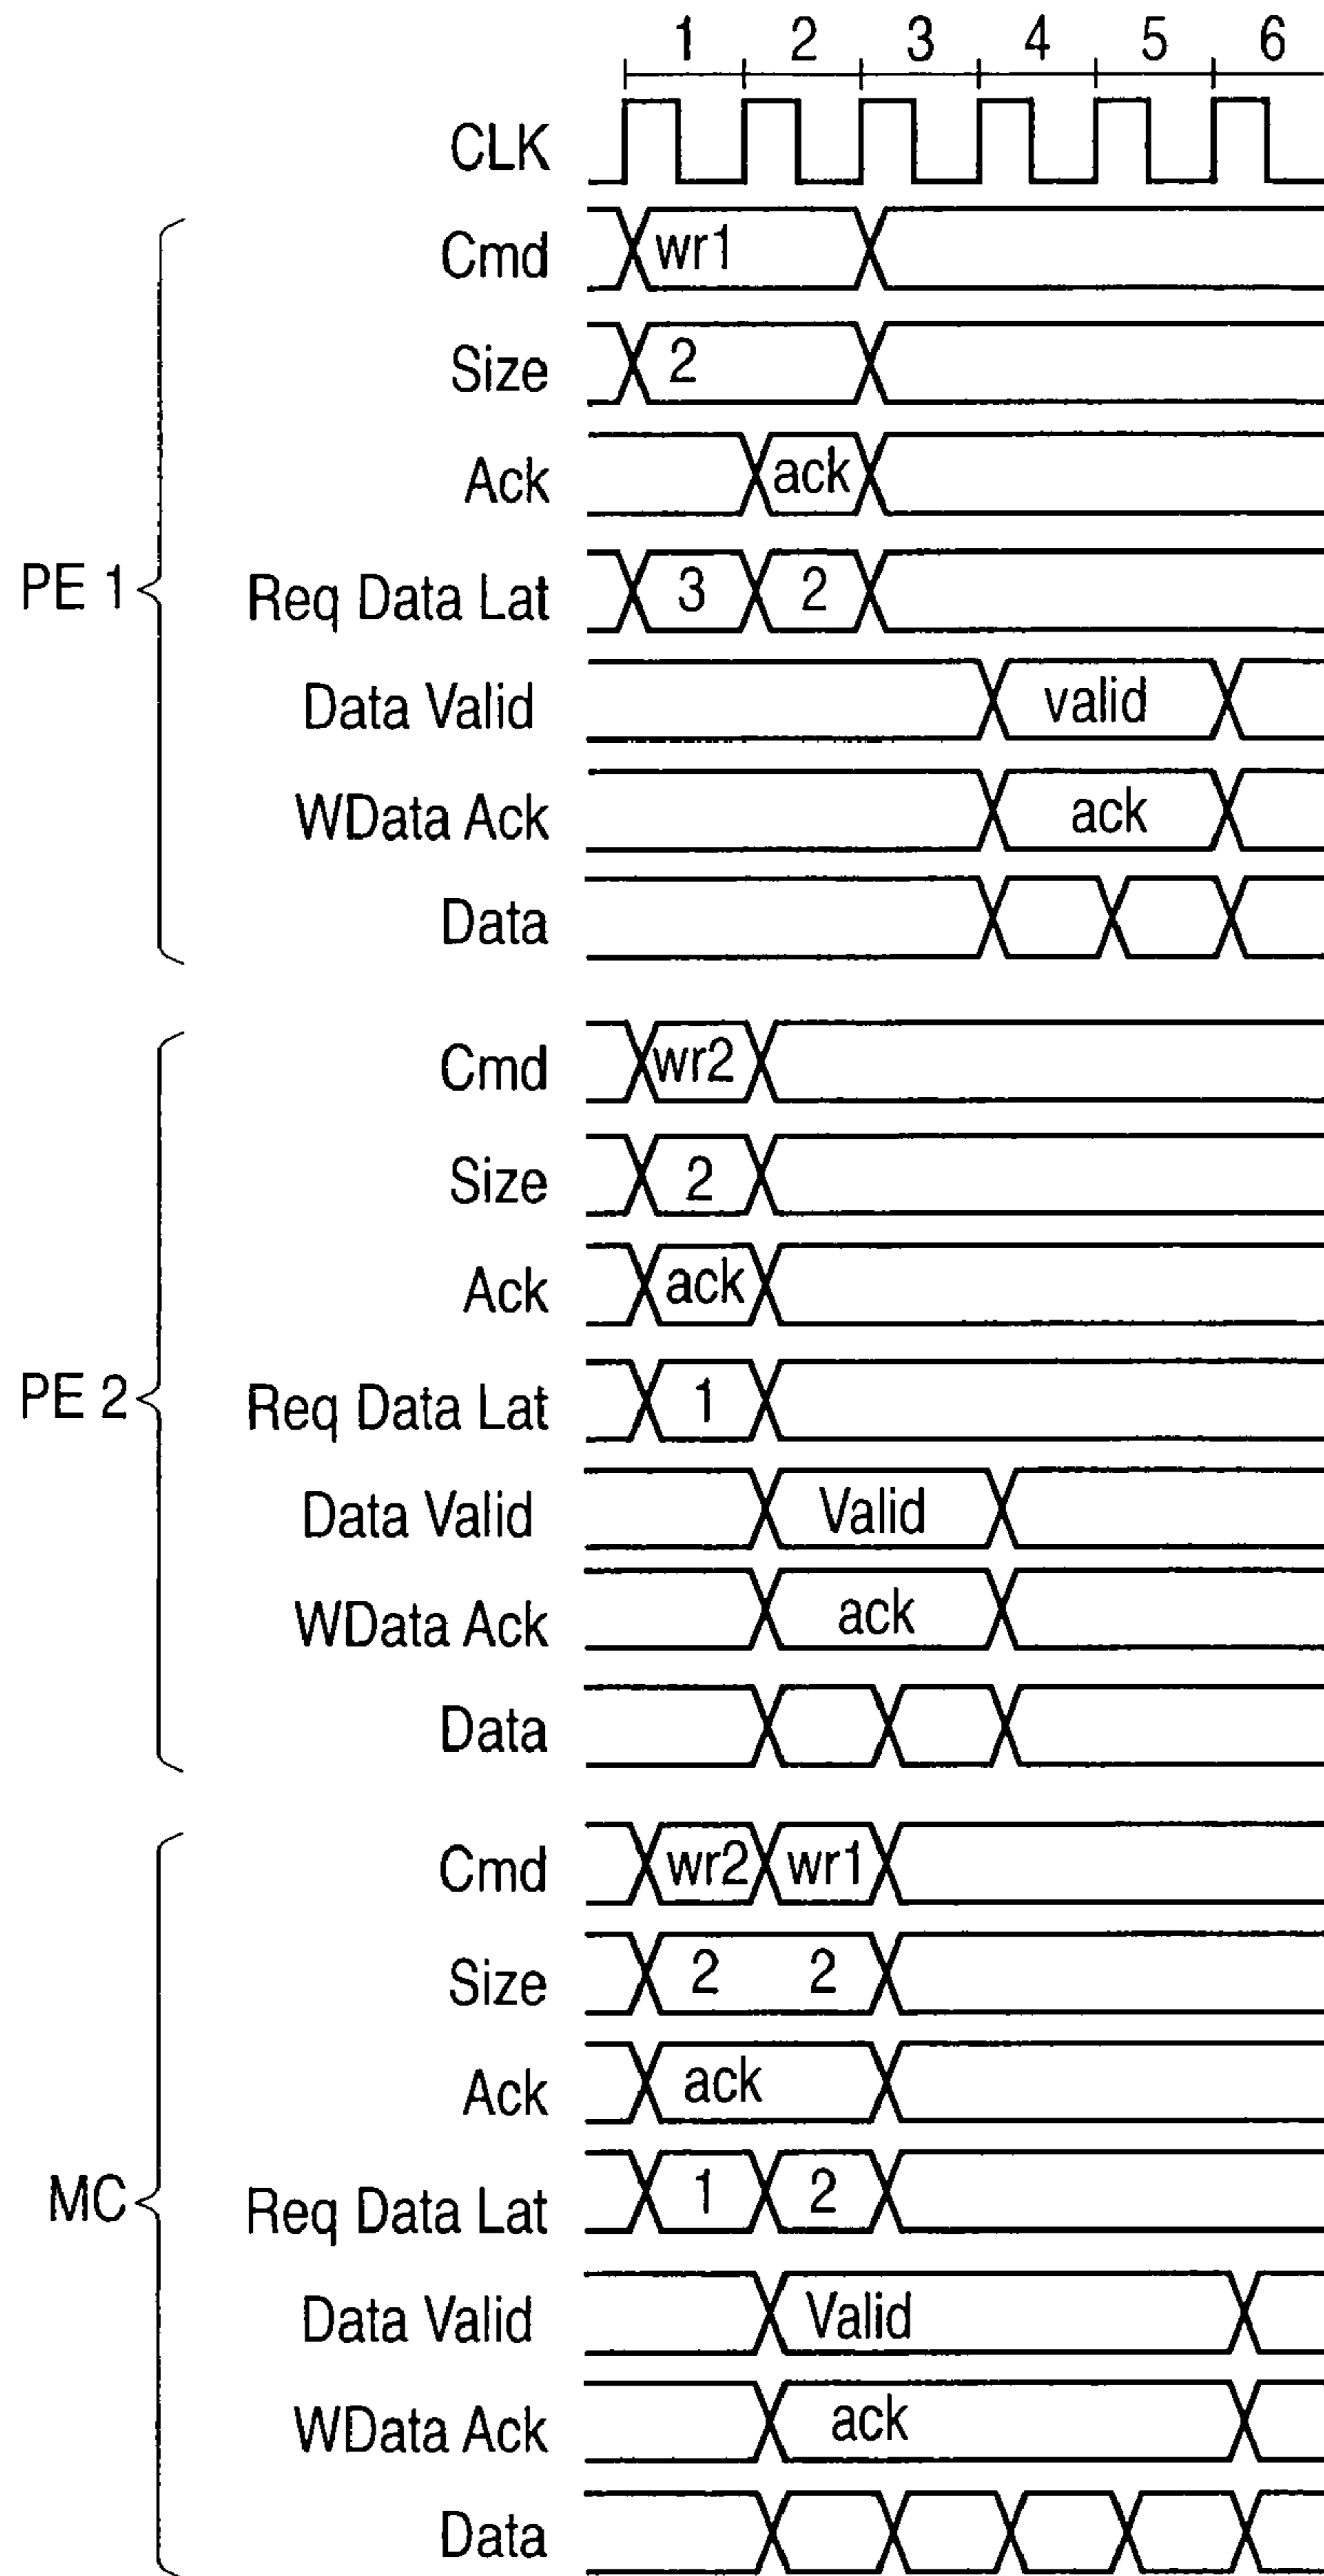 1 2 3 4 5 6
CLK
Cmd wr1
Size 2
Ack ack
PE 1
Req Data Lat 3 2
Data Valid valid
WData Ack ack
Data
Cmd wr2
Size 2
Ack ack
PE 2
Req Data Lat 1
Data Valid Valid
WData Ack ack
Data
Cmd wr2 wr1
Size 2 2
Ack ack
MC
Req Data Lat 1 2
Data Valid Valid
WData Ack ack
Data